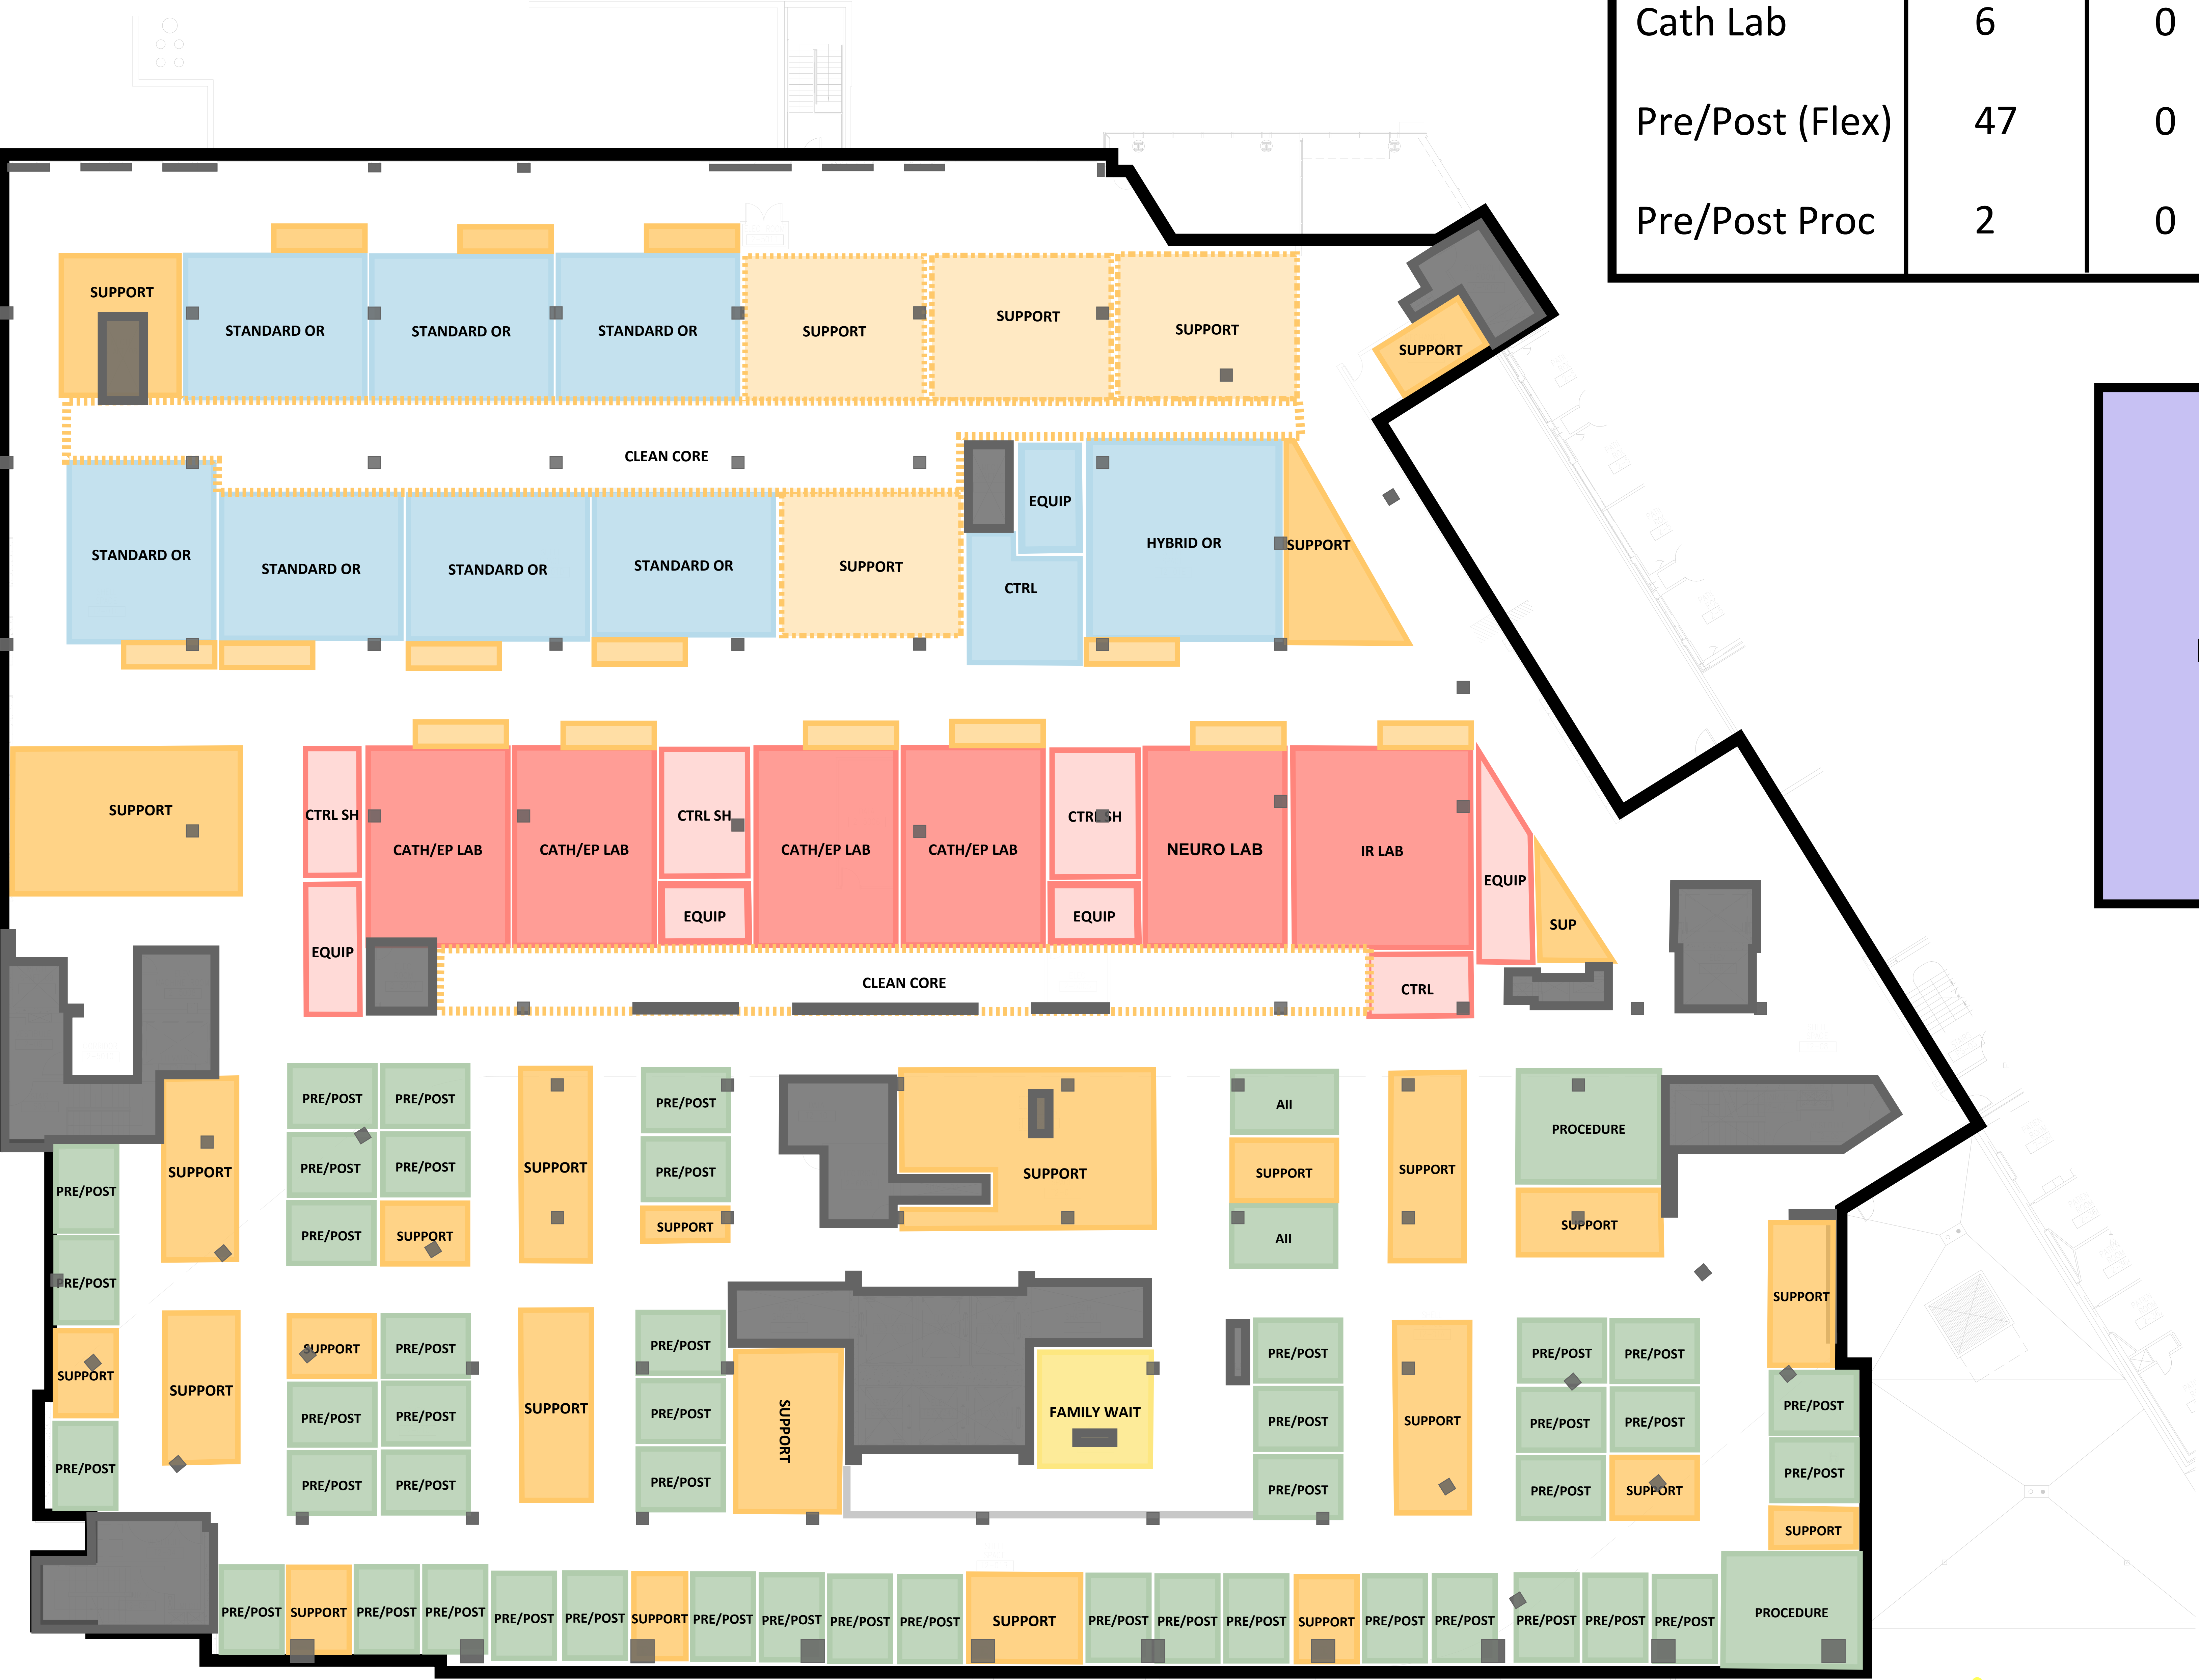 Cath Lab 6 0
Pre/Post (Flex) 47 0
Pre/Post Proc 2 0
SUPPORT
STANDARD OR STANDARD OR STANDARD OR SUPPORT SUPPORT SUPPORT SUPPORT
CLEAN CORE
STANDARD OR STANDARD OR STANDARD OR STANDARD OR SUPPORT EQUIP HYBRID OR SUPPORT
CTRL
SUPPORT CTRL SH CTRL SH CTRL SH
CATH/EP LAB CATH/EP LAB CATH/EP LAB CATH/EP LAB NEURO LAB IR LAB
EQUIP EQUIP EQUIP EQUIP SUP
CLEAN CORE CTRL
PRE/POST PRE/POST PRE/POST AII PROCEDURE
PRE/POST PRE/POST SUPPORT SUPPORT PRE/POST SUPPORT SUPPORT SUPPORT
PRE/POST
PRE/POST SUPPORT SUPPORT AII SUPPORT
PRE/POST SUPPORT
SUPPORT PRE/POST PRE/POST PRE/POST PRE/POST PRE/POST
SUPPORT SUPPORT PRE/POST PRE/POST SUPPORT PRE/POST SUPPORT FAMILY WAIT PRE/POST SUPPORT PRE/POST PRE/POST PRE/POST
PRE/POST PRE/POST PRE/POST PRE/POST PRE/POST PRE/POST SUPPORT PRE/POST
SUPPORT
PRE/POST SUPPORT PRE/POST PRE/POST PRE/POST PRE/POST SUPPORT PRE/POST PRE/POST PRE/POST PRE/POST SUPPORT PRE/POST PRE/POST PRE/POST SUPPORT PRE/POST PRE/POST PRE/POST PRE/POST PRE/POST PROCEDURE